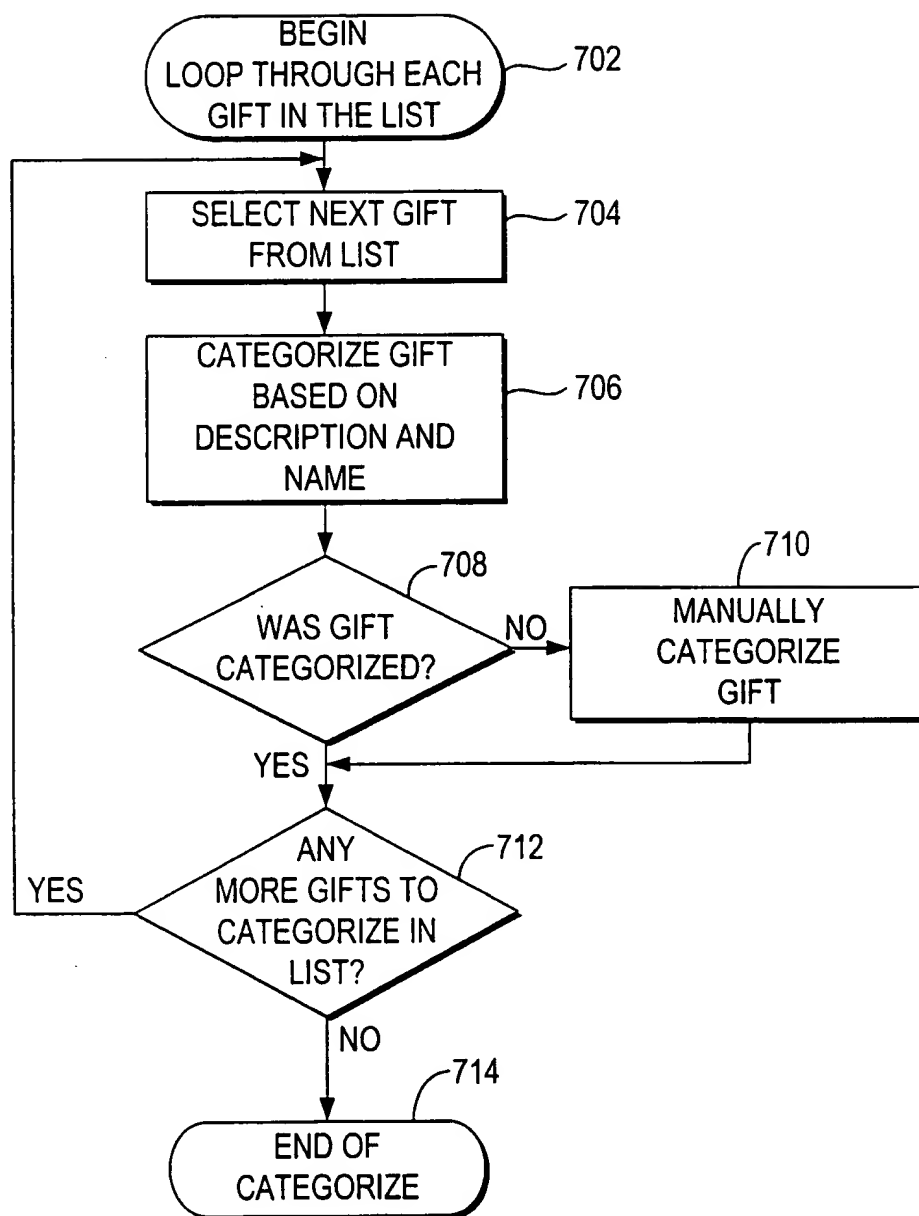 BEGIN
LOOP THROUGH EACH
GIFT IN THE LIST
702
SELECT NEXT GIFT
FROM LIST
704
CATEGORIZE GIFT
BASED ON
DESCRIPTION AND
NAME
706
708
WAS GIFT
CATEGORIZED?
NO
710
MANUALLY
CATEGORIZE
GIFT
YES
712
ANY
MORE GIFTS TO
CATEGORIZE IN
LIST?
YES
NO
714
END OF
CATEGORIZE